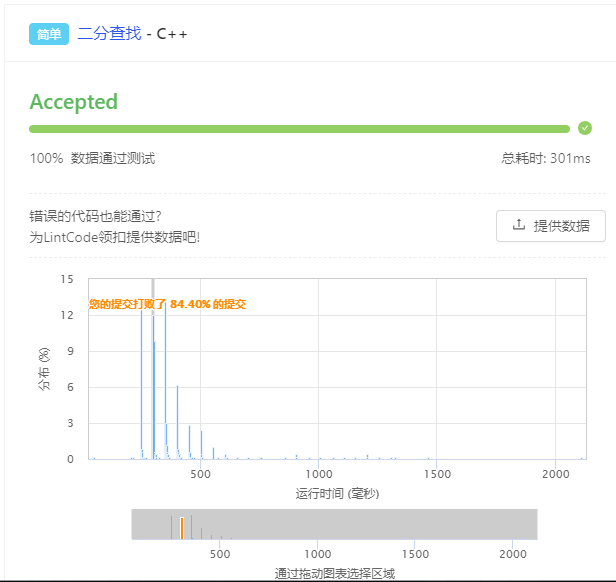 简单 二分查找 - C++
Accepted
100% 数据通过测试 总耗时: 301ms
错误的代码也能通过?
为LintCode领扣提供数据吧!
提供数据
15
您的提交打败了 84.40% 的提交
12
9
6
3
0
分布 (%)
500 1000 1500 2000
运行时间 (毫秒)
500 1000 1500 2000
通过拖动图表选择区域